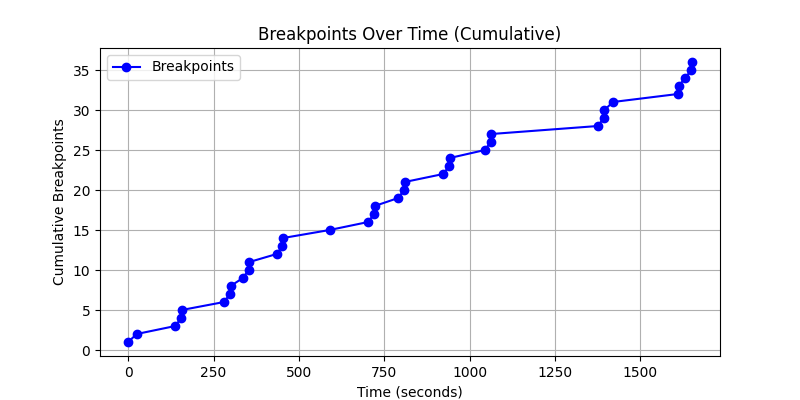 Breakpoints Over Time (Cumulative)
Breakpoints
Cumulative Breakpoints
35
30
25
20
15
10
5
0
0 250 500 750 1000 1250 1500
Time (seconds)